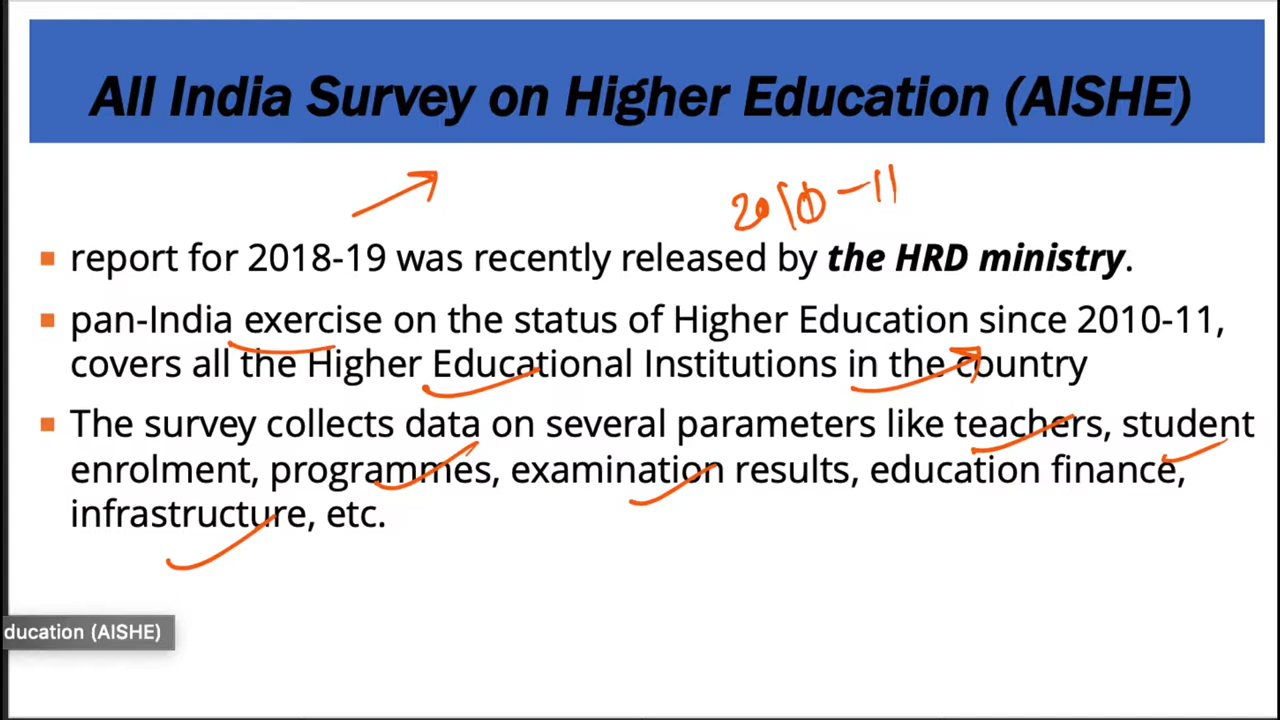 All India Survey on Higher Education (AISHE)
2010-11
report for 2018-19 was recently released by the HRD ministry.
pan-India exercise on the status of Higher Education since 2010-11,
covers all the Higher Educational Institutions in the country
The survey collects data on several parameters like teachers, student
enrolment, programmes, examination results, education finance,
infrastructure, etc.
ducation (AISHE)